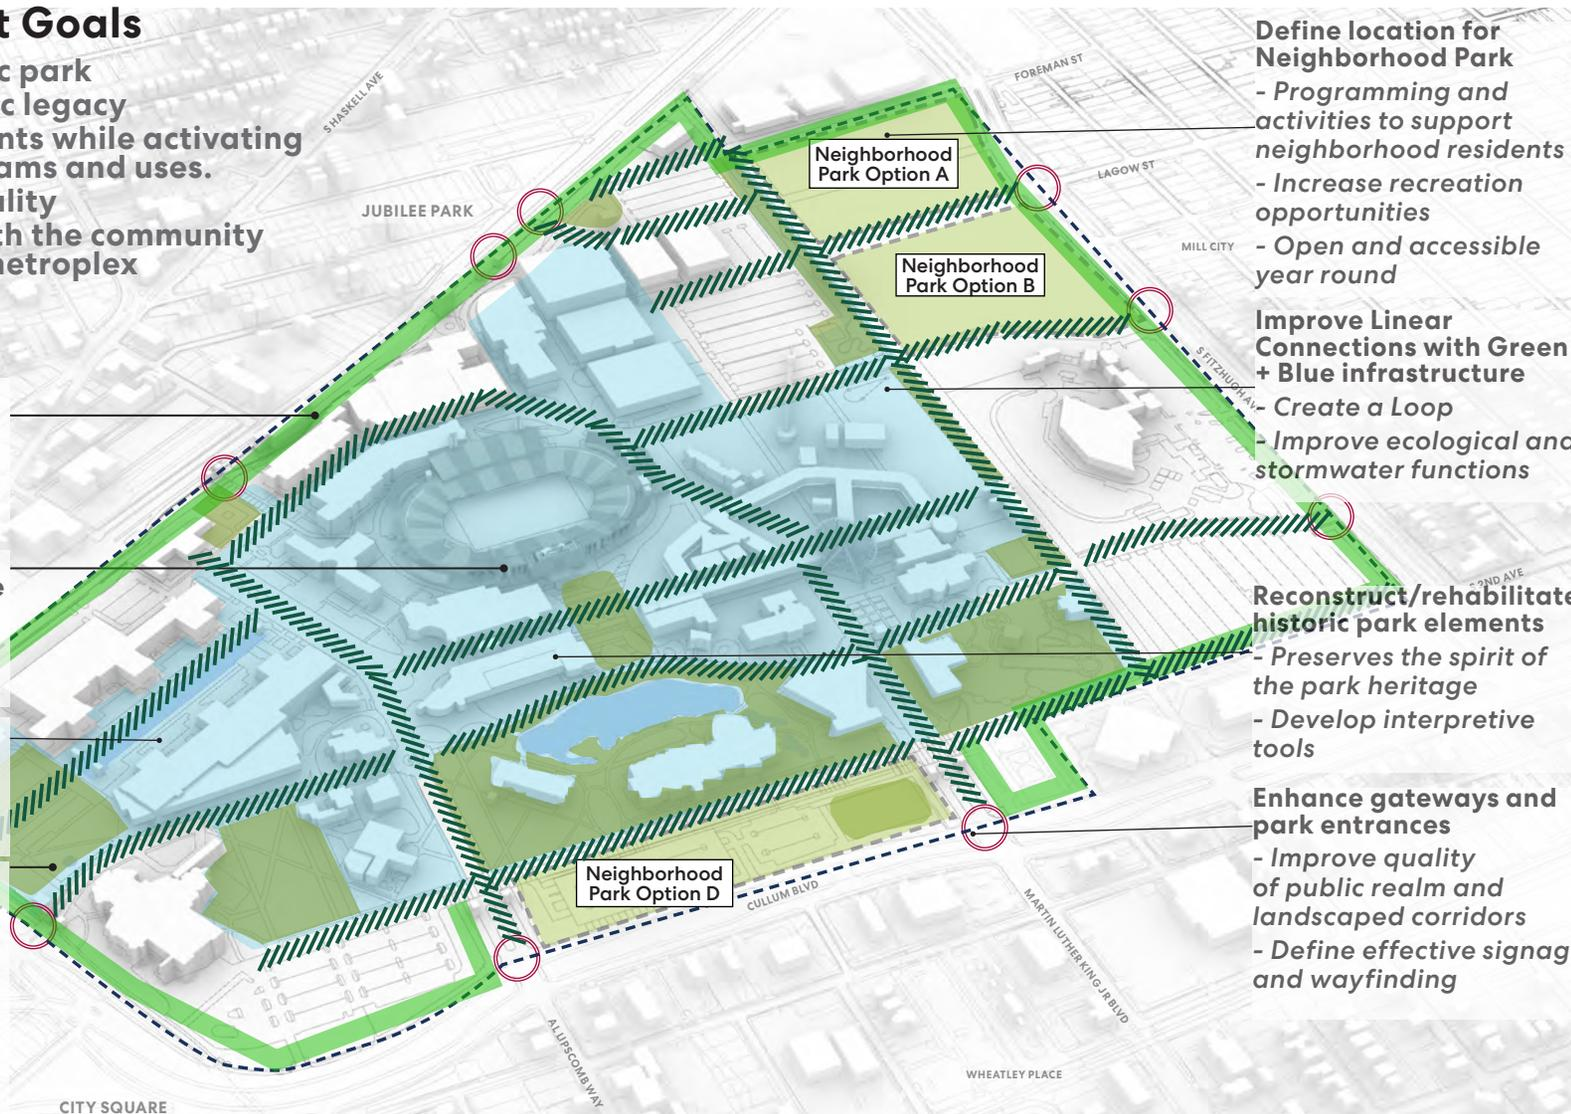 t Goals
c park
c legacy
nts while activating
ams and uses.
lity
th the community
netroplex
e
S HASKELL AVE
JUBILEE PARK
FOREMAN ST
LAGOW ST
MILL CITY
S FITZHUGH AV
S 2ND AVE
Neighborhood
Park Option A
Neighborhood
Park Option B
Neighborhood
Park Option D
CULLUM BLVD
MARTIN LUTHER KING JR BLVD
AL LIPSCOMB WAY
WHEATLEY PLACE
CITY SQUARE
Define location for
Neighborhood Park
- Programming and
activities to support
neighborhood residents
- Increase recreation
opportunities
- Open and accessible
year round
Improve Linear
Connections with Green
+ Blue infrastructure
- Create a Loop
- Improve ecological and
stormwater functions
Reconstruct/rehabilitate
historic park elements
- Preserves the spirit of
the park heritage
- Develop interpretive
tools
Enhance gateways and
park entrances
- Improve quality
of public realm and
landscaped corridors
- Define effective signag
and wayfinding